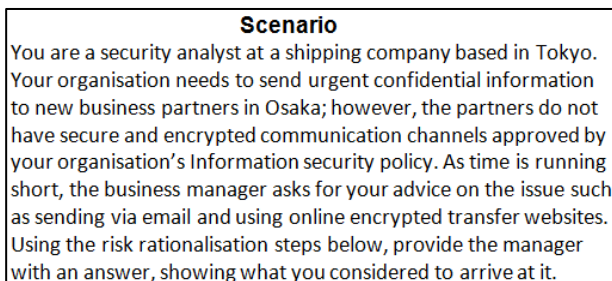 Scenario
You are a security analyst at a shipping company based in Tokyo.
Your organisation needs to send urgent confidential information
to new business partners in Osaka; however, the partners do not
have secure and encrypted communication channels approved by
your organisation's Information security policy. As time is running
short, the business manager asks for your advice on the issue such
as sending via email and using online encrypted transfer websites.
Using the risk rationalisation steps below, provide the manager
with an answer, showing what you considered to arrive at it.